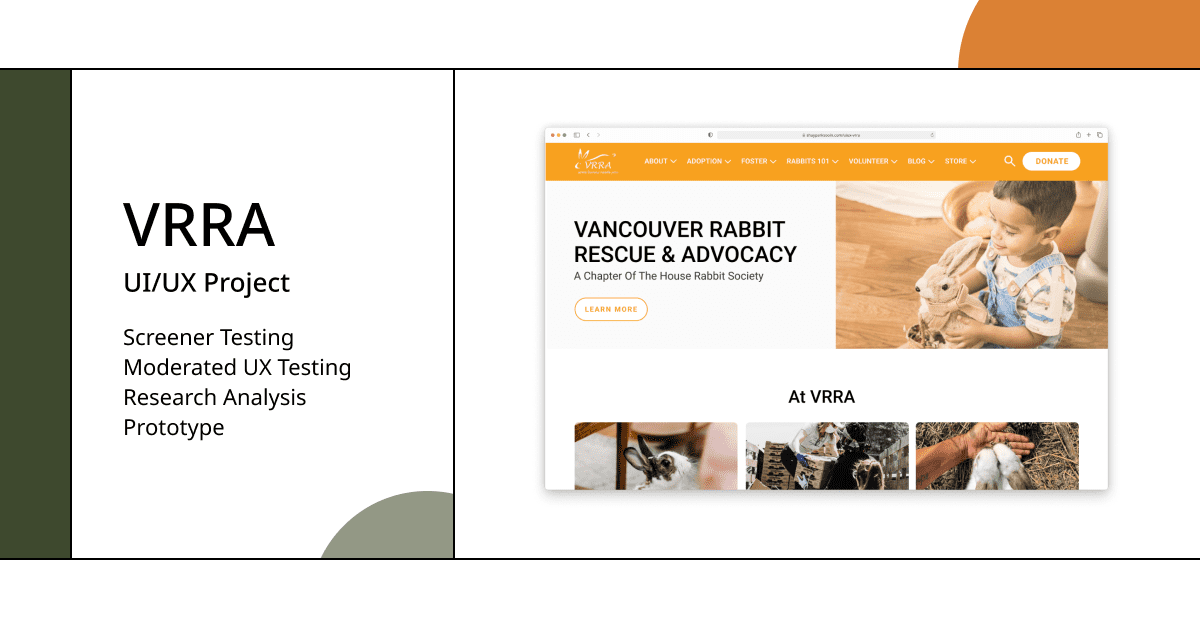 VRRA
UI/UX Project
Screener Testing
Moderated UX Testing
Research Analysis
Prototype
VRRA
ABOUT
ADOPTION
FOSTER
RABBITS 101
VOLUNTEER
BLOG
STORE
DONATE
VANCOUVER RABBIT
RESCUE & ADVOCACY
A Chapter Of The House Rabbit Society
LEARN MORE
At VRRA